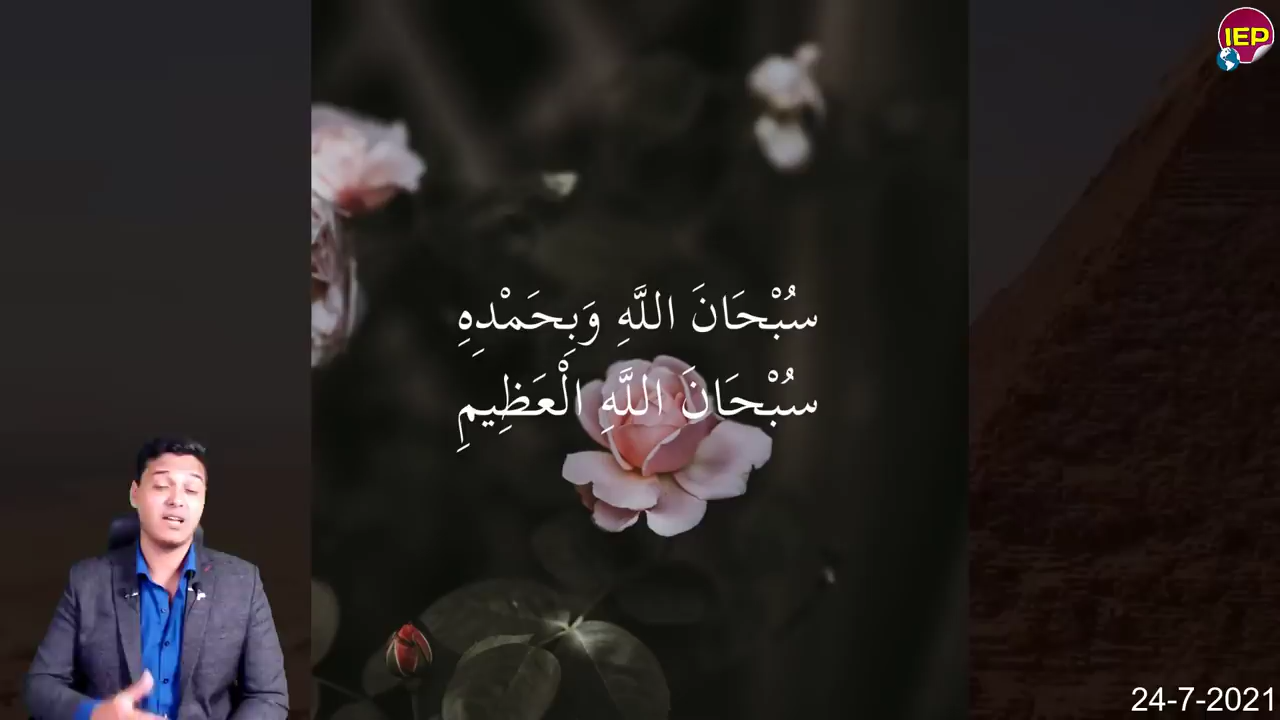 IEP
سُبْحَانَ اللَّهِ وَبِحَمْدِهِ
سُبْحَانَ اللَّهِ الْعَظِيمِ
24-7-2021